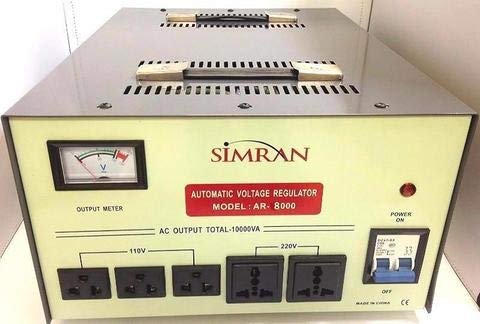 SIMRAN
AUTOMATIC VOLTAGE REGULATOR
MODEL: AR- 8000
V
OUTPUT METER
POWER
ON
AC OUTPUT TOTAL-10000VA
110V
220V
OFF
MADE IN CHINA CE